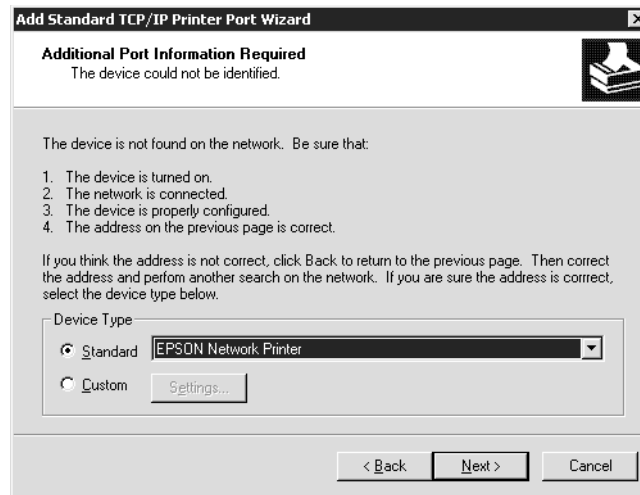 Add Standard TCP/IP Printer Port Wizard
Additional Port Information Required
The device could not be identified.
The device is not found on the network.  Be sure that:
1.  The device is turned on.
2.  The network is connected.
3.  The device is properly configured.
4.  The address on the previous page is correct.
If you think the address is not correct, click Back to return to the previous page.  Then correct
the address and perfom another search on the network.  If you are sure the address is corrrect,
select the device type below.
Device Type
Standard EPSON Network Printer
Custom Settings...
< Back Next > Cancel